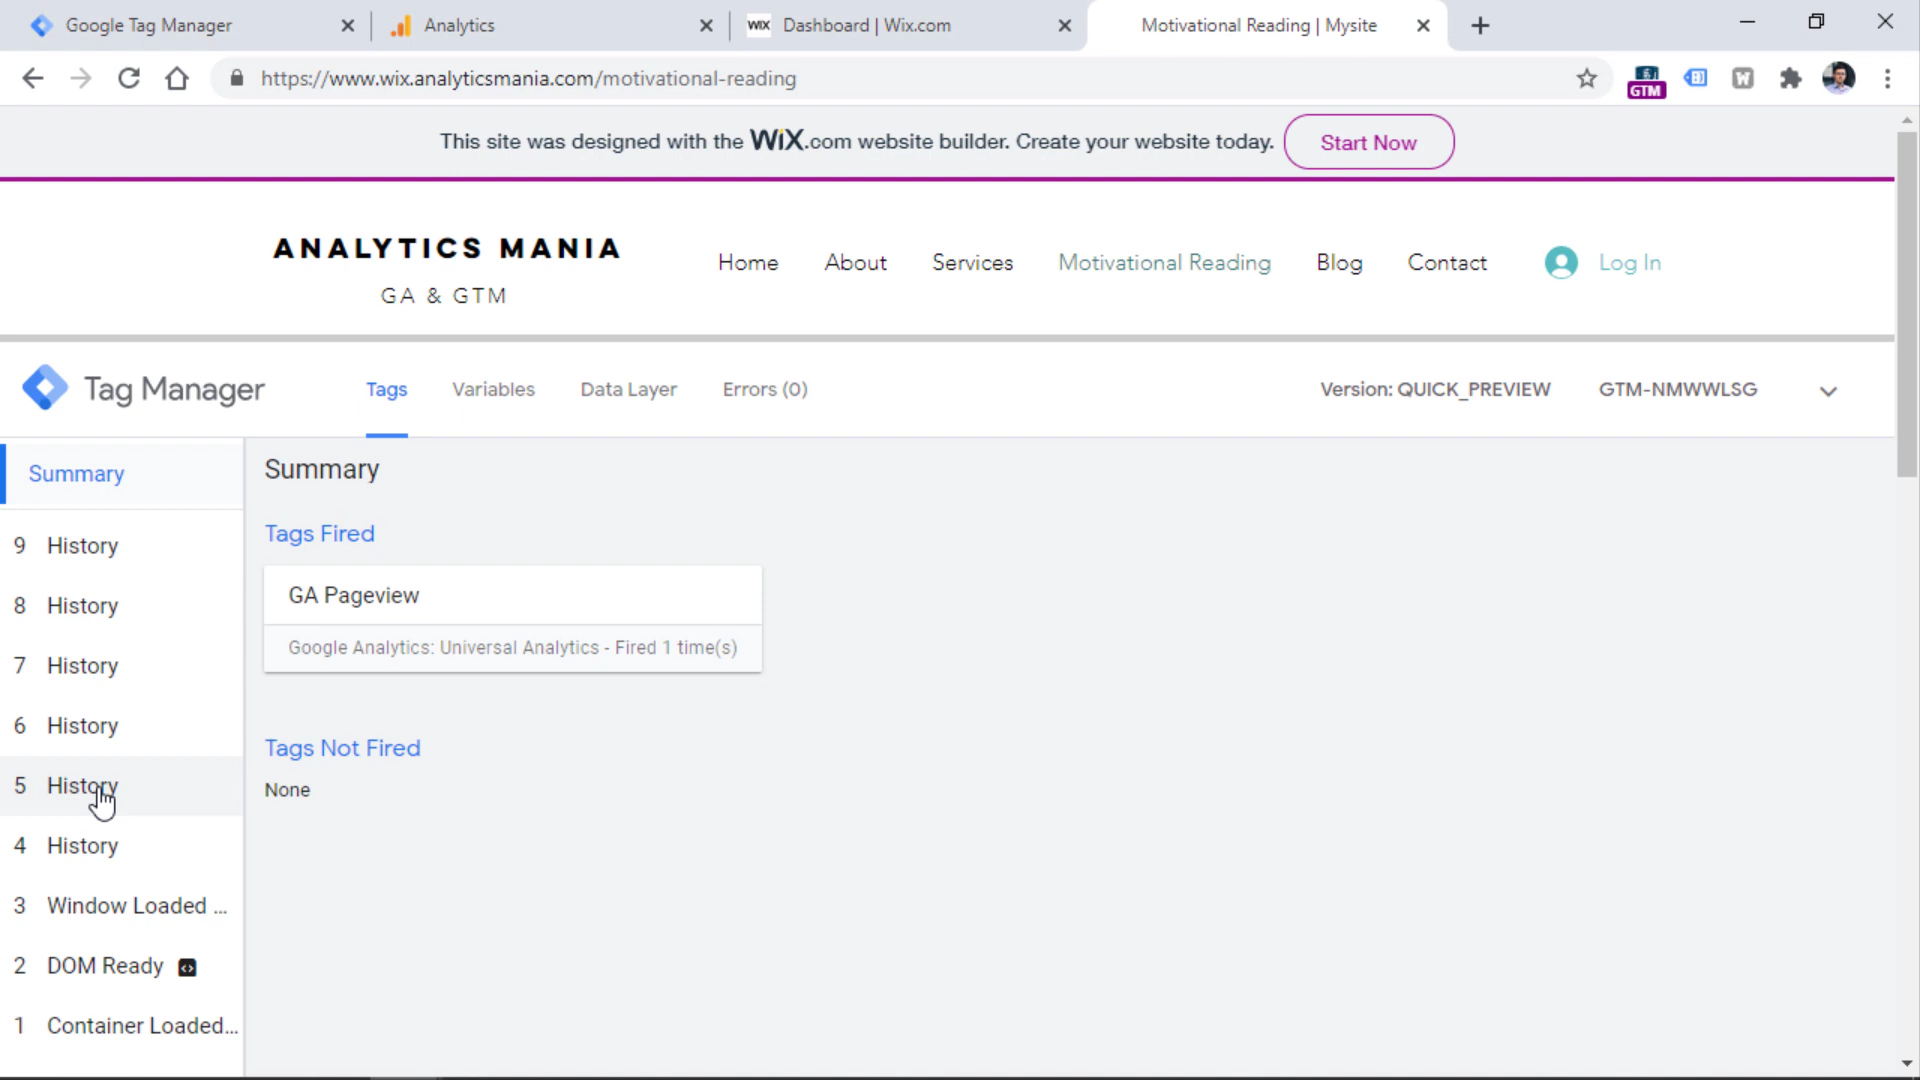 Google Tag Manager
Analytics
WIX Dashboard | Wix.com
Motivational Reading | Mysite
https://www.wix.analyticsmania.com/motivational-reading
GTM
W
This site was designed with the WiX.com website builder. Create your website today.
Start Now
ANALYTICS MANIA
GA & GTM
Home
About
Services
Motivational Reading
Blog
Contact
Log In
Tag Manager
Tags
Variables
Data Layer
Errors (0)
Version: QUICK_PREVIEW
GTM-NMWWLSG
Summary
9 History
8 History
7 History
6 History
5 History
4 History
3 Window Loaded ...
2 DOM Ready
1 Container Loaded...
Summary
Tags Fired
GA Pageview
Google Analytics: Universal Analytics - Fired 1 time(s)
Tags Not Fired
None